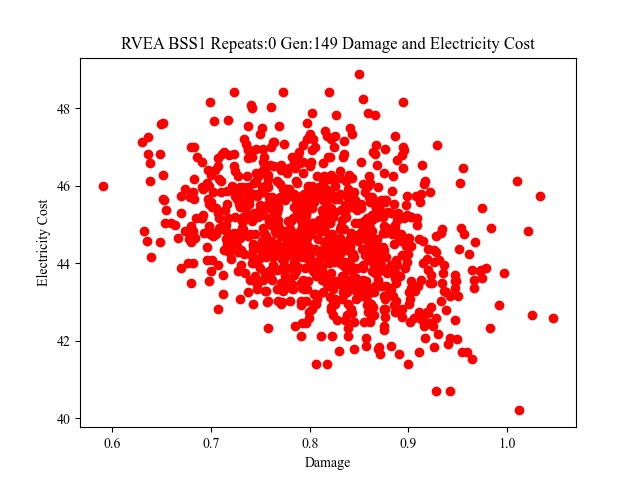 RVEA BSS1 Repeats:0 Gen:149 Damage and Electricity Cost
48
46
44
42
40
Electricity Cost
0.6 0.7 0.8 0.9 1.0
Damage